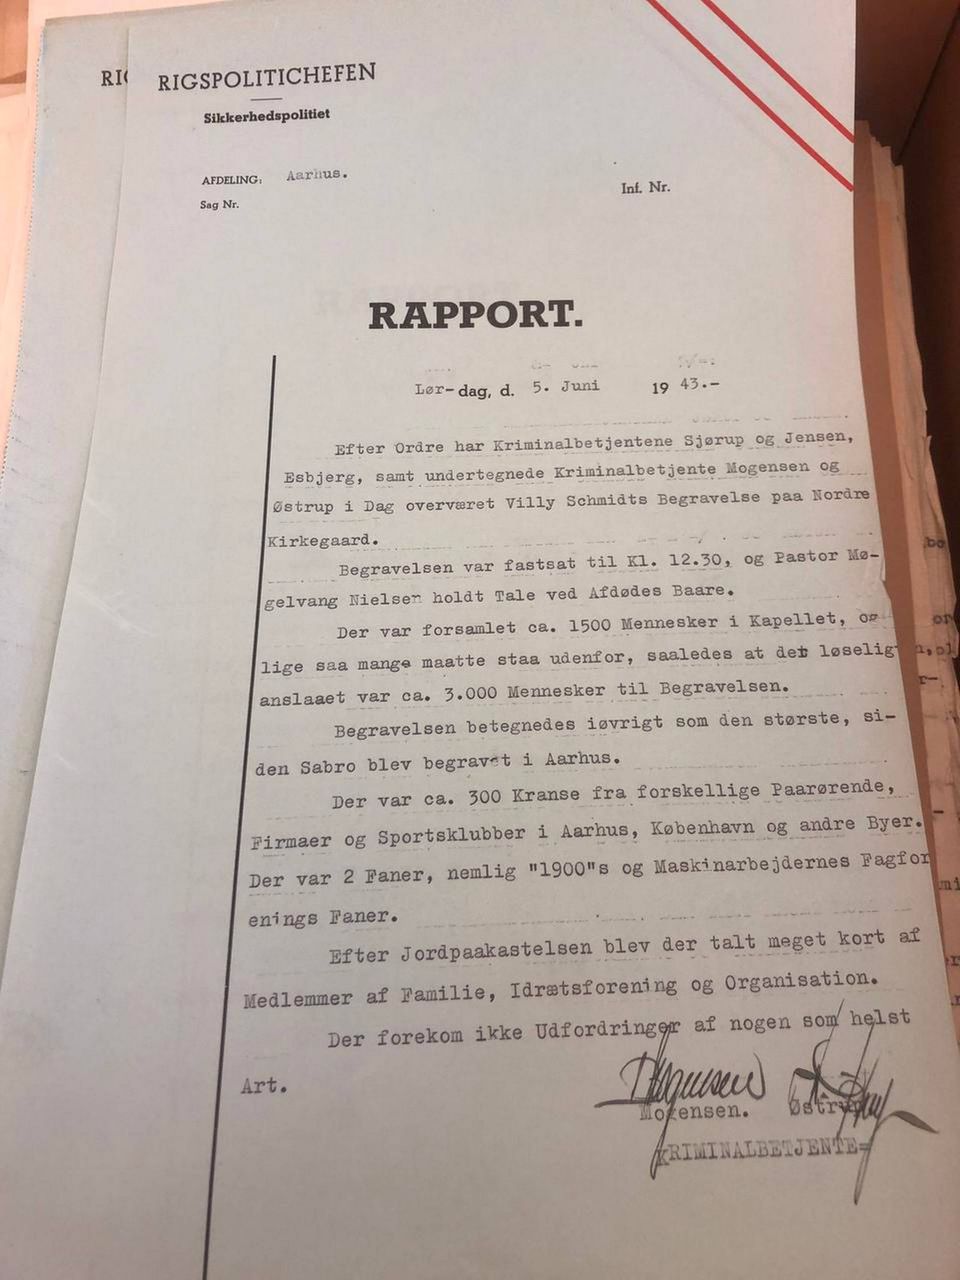 RIG
RIGSPOLITICHEFEN
Sikkerhedspolitiet
AFDELING: Aarhus.
Inf. Nr.
Sag Nr.
RAPPORT.
Lør-dag, d. 5. Juni 1943.-
Efter Ordre har Kriminalbetjentene Sjørup og Jensen,
Esbjerg, samt undertegnede Kriminalbetjente Mogensen og
Østrup i Dag overværet Villy Schmidts Begravelse paa Nordre
Kirkegaard.
Begravelsen var fastsat til Kl. 12.30, og Pastor Mø-
gelvang Nielsen holdt Tale ved Afdødes Baare.
Der var forsamlet ca. 1500 Mennesker i Kapellet, og
lige saa mange maatte staa udenfor, saaledes at det løselig
anslaaet var ca. 3.000 Mennesker til Begravelsen.
Begravelsen betegnedes iøvrigt som den største, si-
den Sabro blev begravet i Aarhus.
Der var ca. 300 Kranse fra forskellige Paarørende,
Firmaer og Sportsklubber i Aarhus, København og andre Byer.
Der var 2 Faner, nemlig "1900"s og Maskinarbejdernes Fagfor
enings Faner.
Efter Jordpaakastelsen blev der talt meget kort af
Medlemmer af Familie, Idrætsforening og Organisation.
Der forekom ikke Udfordringer af nogen som helst
Art.
Mogensen
Mogensen. Østrup
KRIMINALBETJENTE=